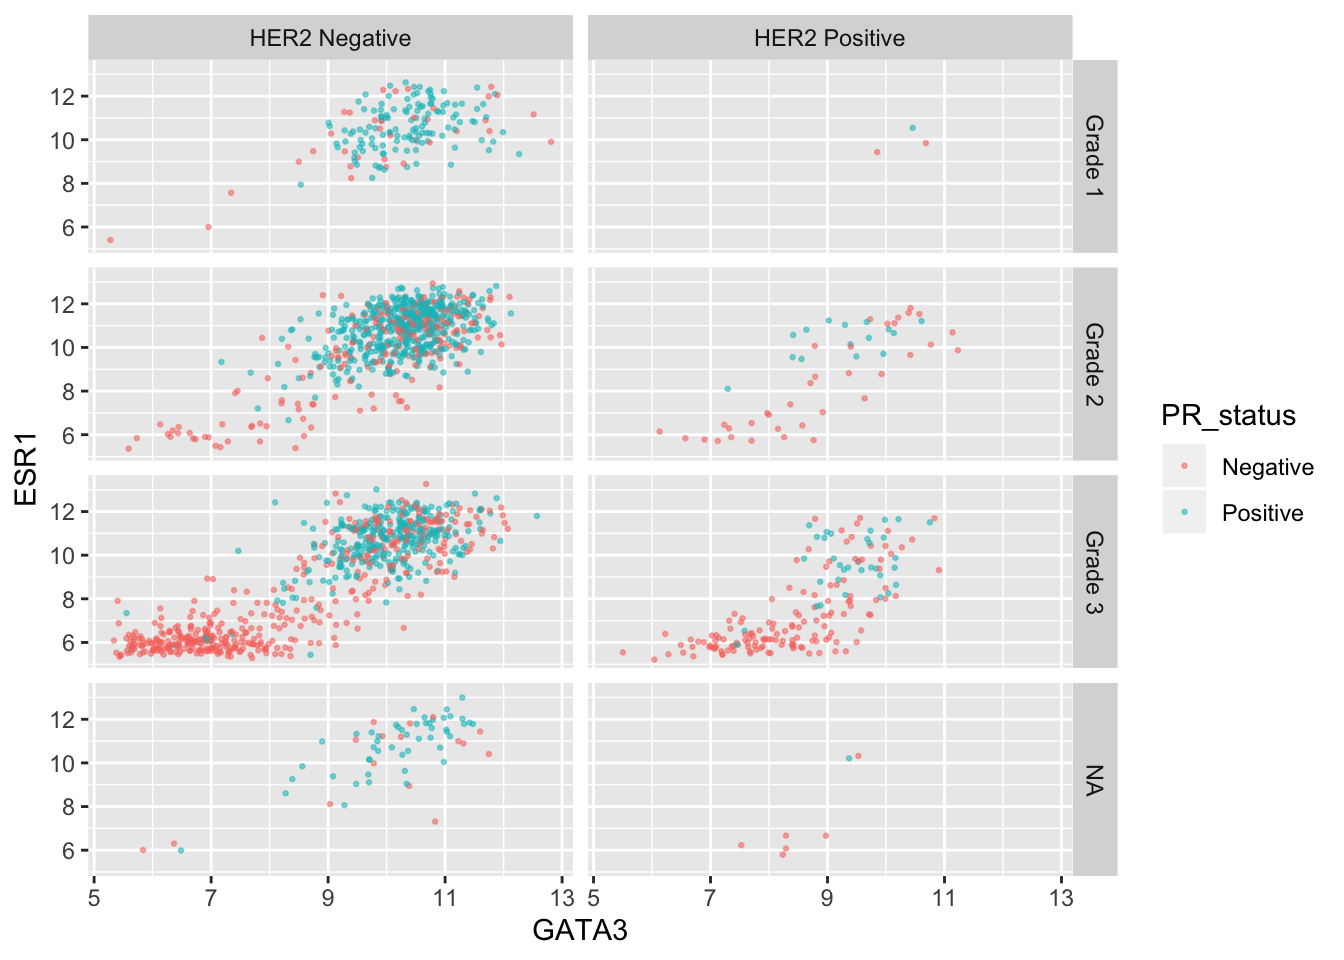 HER2 Negative HER2 Positive
12
10
8
6
Grade 1
12
10
8
6
Grade 2
12
10
8
6
Grade 3
12
10
8
6
NA
5 7 9 11 13 5 7 9 11 13
GATA3
ESR1
PR_status
Negative
Positive